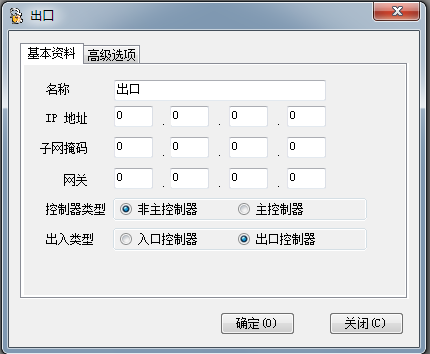 出口
基本资料 高级选项
名称 出口
IP 地址 0 . 0 . 0 . 0
子网掩码 0 . 0 . 0 . 0
网关 0 . 0 . 0 . 0
控制器类型 非主控制器 主控制器
出入类型 入口控制器 出口控制器
确定(O) 关闭(C)